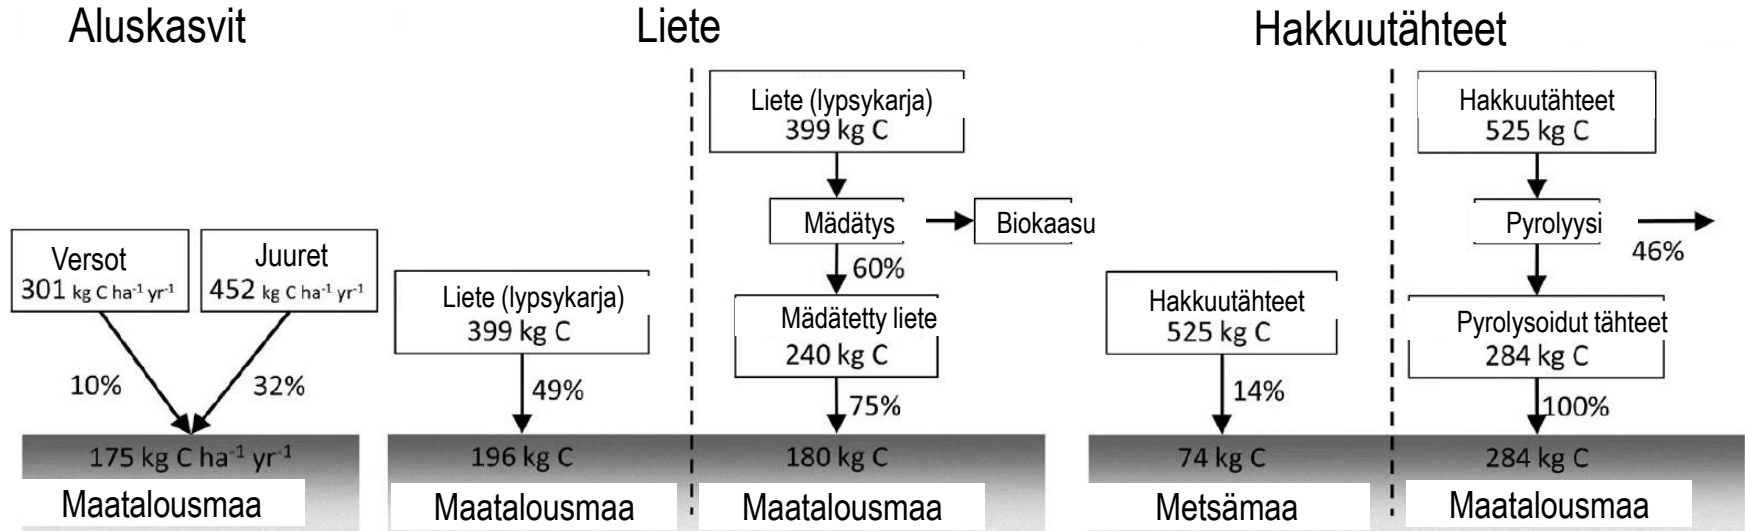 Aluskasvit
Versot
301 kg C ha⁻¹ yr⁻¹
Juuret
452 kg C ha⁻¹ yr⁻¹
10%
32%
175 kg C ha⁻¹ yr⁻¹
Maatalousmaa
Liete
Liete (lypsykarja)
399 kg C
49%
196 kg C
Maatalousmaa
Liete (lypsykarja)
399 kg C
Mädätys
Biokaasu
60%
Mädätetty liete
240 kg C
75%
180 kg C
Maatalousmaa
Hakkuutähteet
Hakkuutähteet
525 kg C
14%
74 kg C
Metsämaa
Hakkuutähteet
525 kg C
Pyrolyysi
46%
Pyrolysoidut tähteet
284 kg C
100%
284 kg C
Maatalousmaa